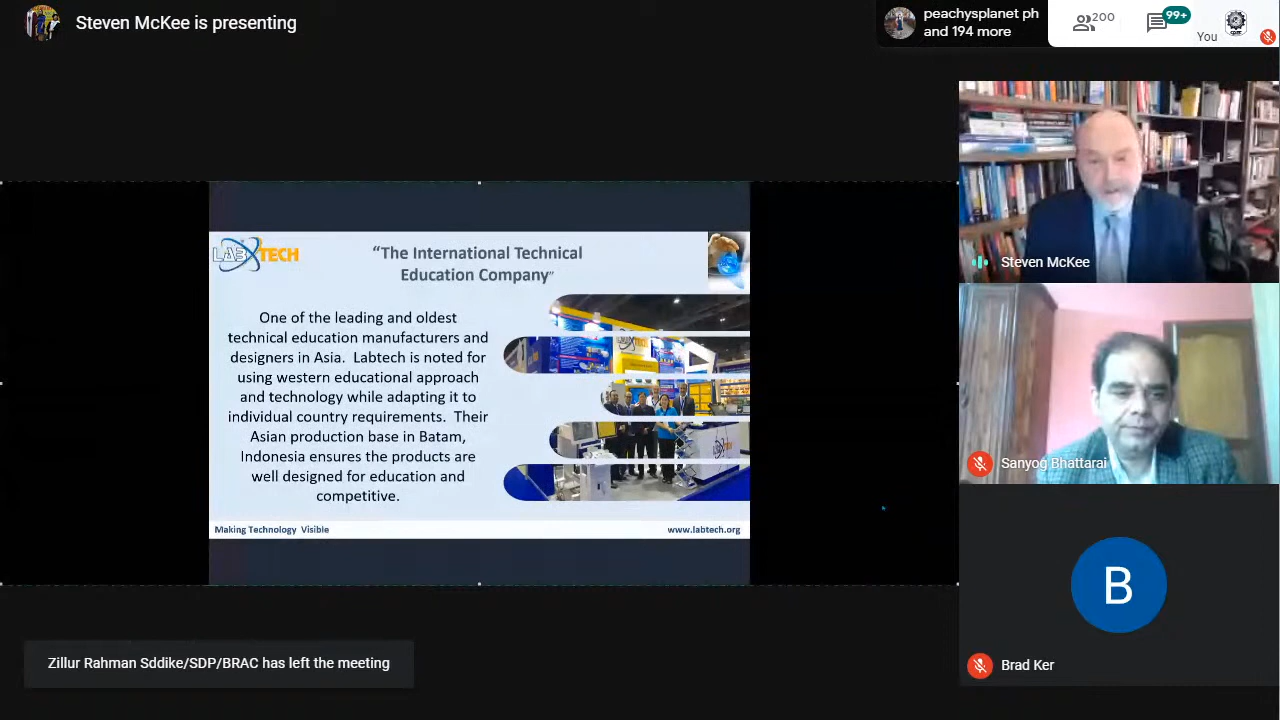 Steven McKee is presenting
peachysplanet ph
and 194 more
200
99+
You
LABTECH
“The International Technical
Education Company”
One of the leading and oldest
technical education manufacturers and
designers in Asia. Labtech is noted for
using western educational approach
and technology while adapting it to
individual country requirements. Their
Asian production base in Batam,
Indonesia ensures the products are
well designed for education and
competitive.
Making Technology Visible
www.labtech.org
Steven McKee
Sanyog Bhattarai
B
Brad Ker
Zillur Rahman Sddike/SDP/BRAC has left the meeting